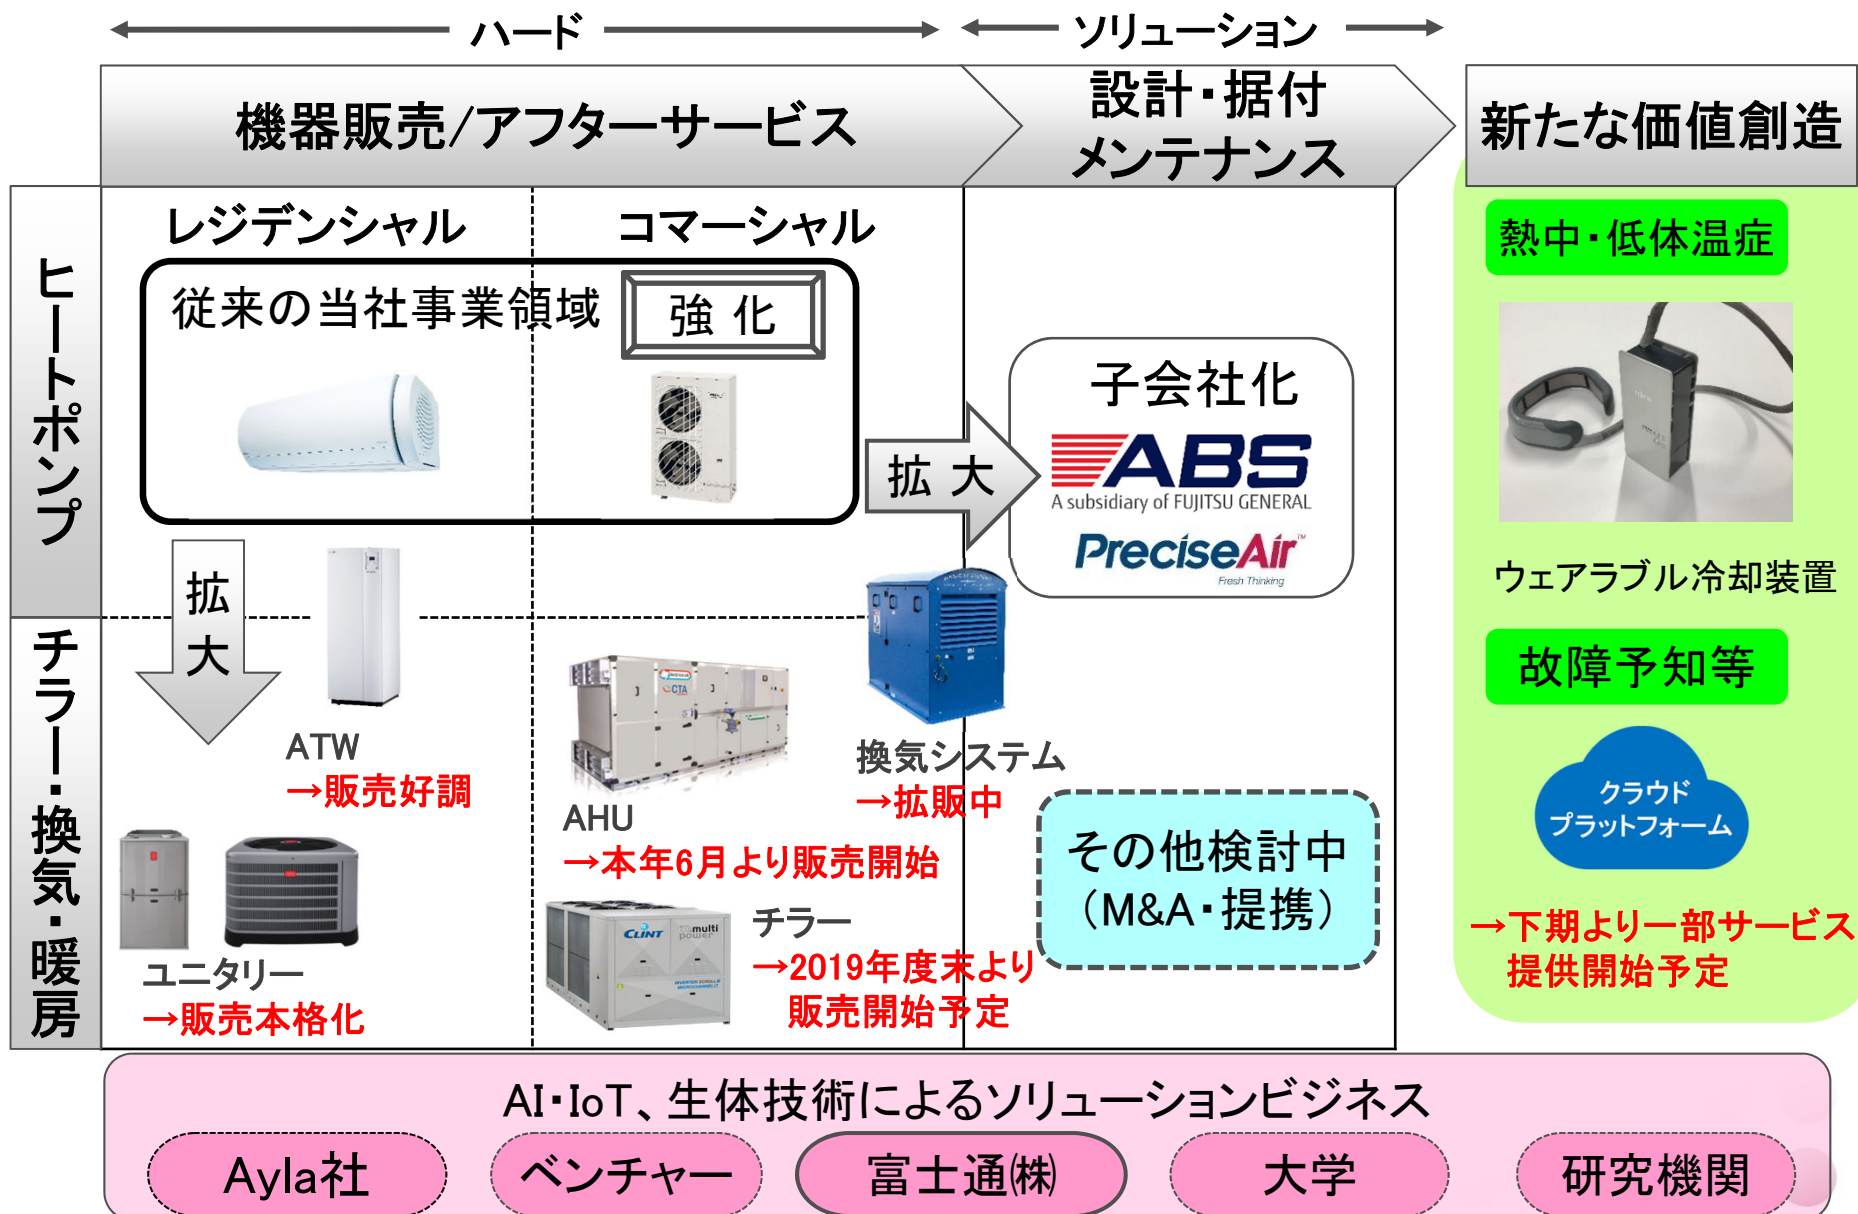 ハード
ソリューション
機器販売/アフターサービス
設計・据付
メンテナンス
新たな価値創造
ヒートポンプ
レジデンシャル
コマーシャル
従来の当社事業領域
強化
拡大
子会社化
ABS
A subsidiary of FUJITSU GENERAL
PreciseAir™
Fresh Thinking
熱中・低体温症
ウェアラブル冷却装置
故障予知等
クラウド
プラットフォーム
→下期より一部サービス
提供開始予定
チラー・換気・暖房
拡大
ATW
→販売好調
ユニタリー
→販売本格化
CTA
AHU
→本年6月より販売開始
換気システム
→拡販中
CLINT
multi
power
INVERTER SCROLL
チラー
→2019年度末より
販売開始予定
その他検討中
（M&A・提携）
AI・IoT、生体技術によるソリューションビジネス
Ayla社
ベンチャー
富士通㈱
大学
研究機関